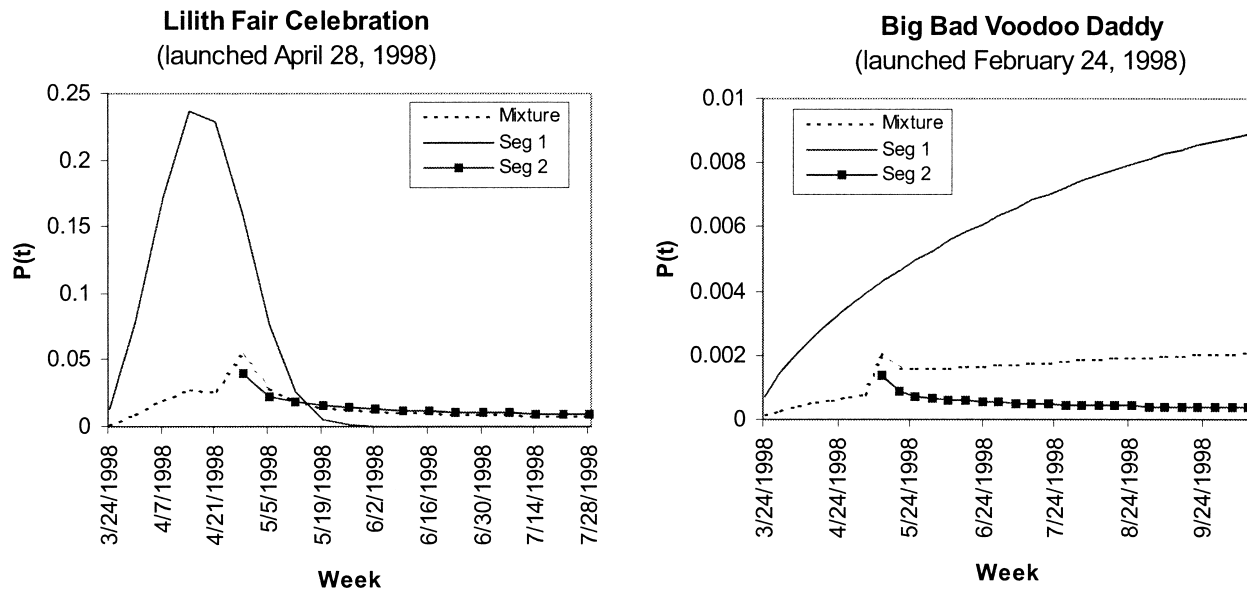 Lilith Fair Celebration
(launched April 28, 1998)
0.25
0.2
0.15
0.1
0.05
0
P(t)
Mixture
Seg 1
Seg 2
3/24/1998
4/7/1998
4/21/1998
5/5/1998
5/19/1998
6/2/1998
6/16/1998
6/30/1998
7/14/1998
7/28/1998
Week
Big Bad Voodoo Daddy
(launched February 24, 1998)
0.01
0.008
0.006
0.004
0.002
0
P(t)
Mixture
Seg 1
Seg 2
3/24/1998
4/24/1998
5/24/1998
6/24/1998
7/24/1998
8/24/1998
9/24/1998
Week